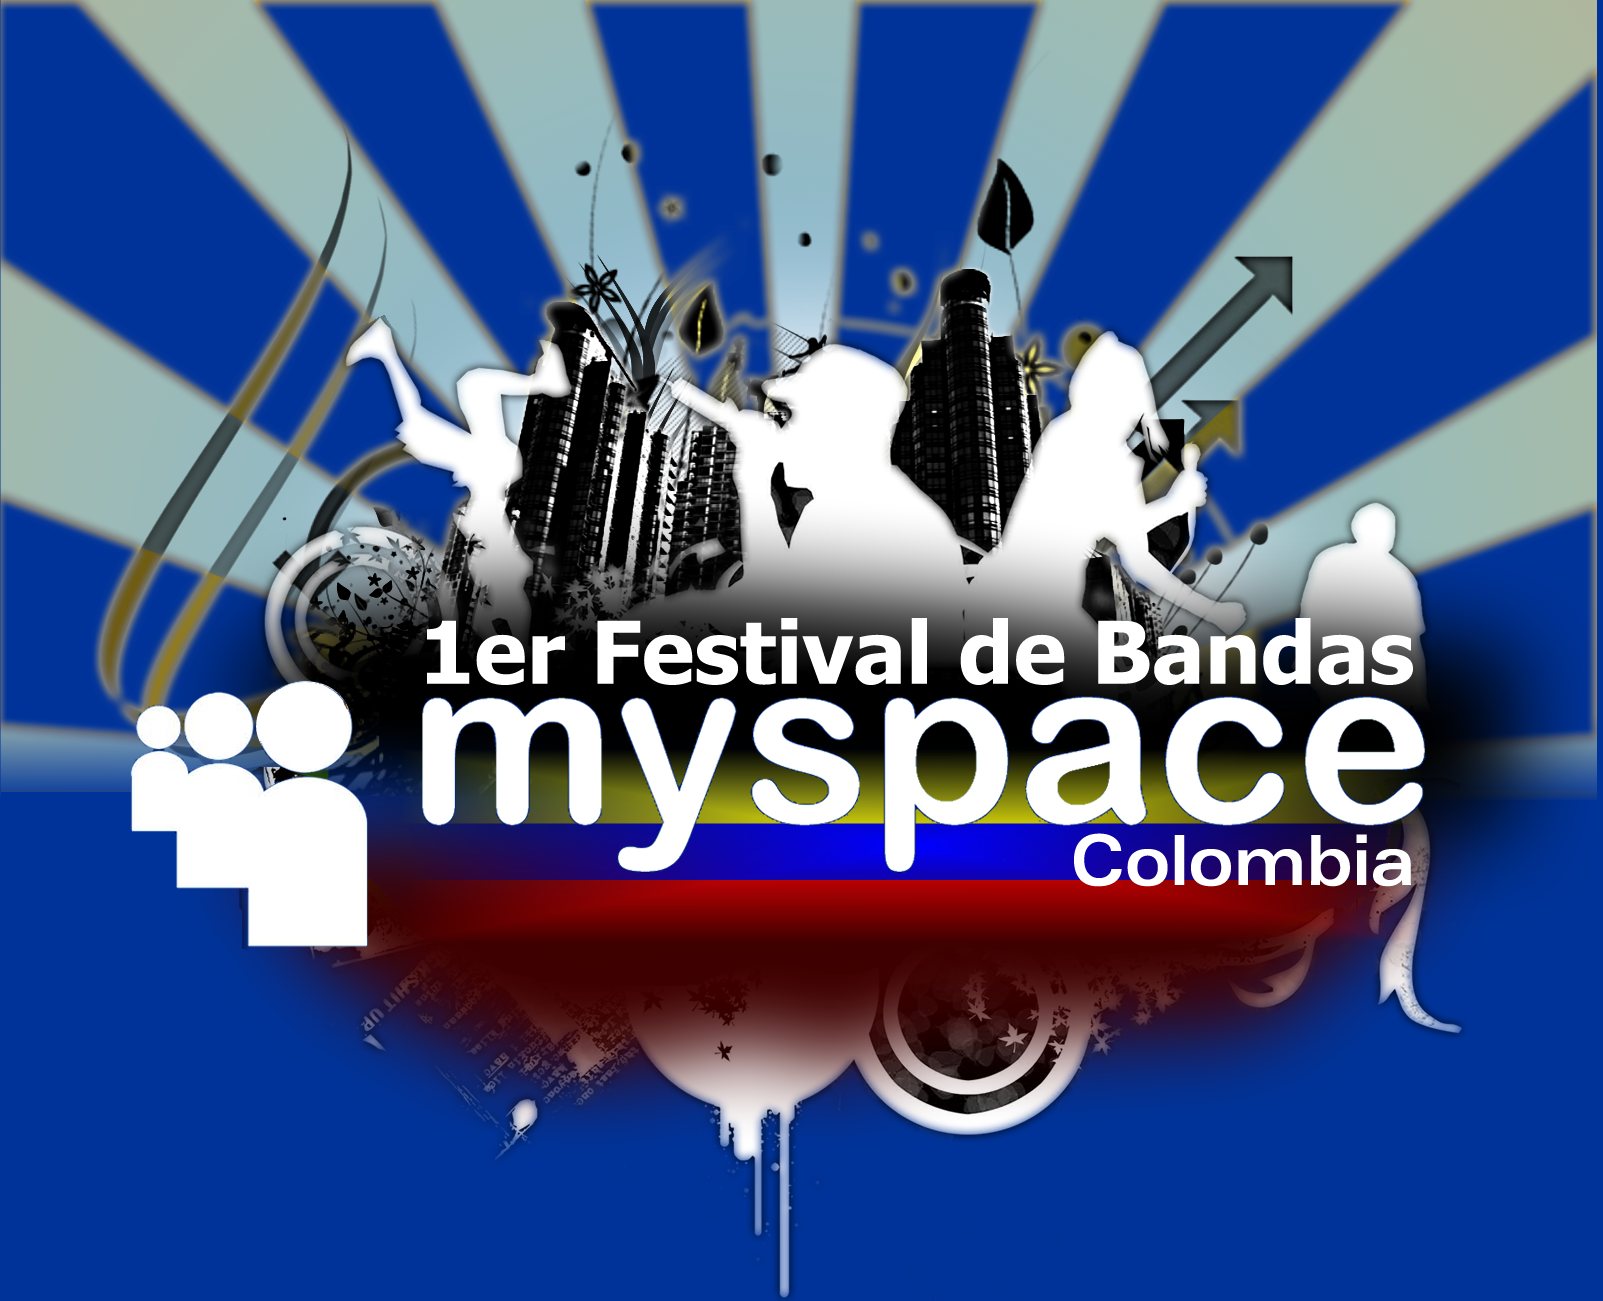 1er Festival de Bandas
myspace
Colombia